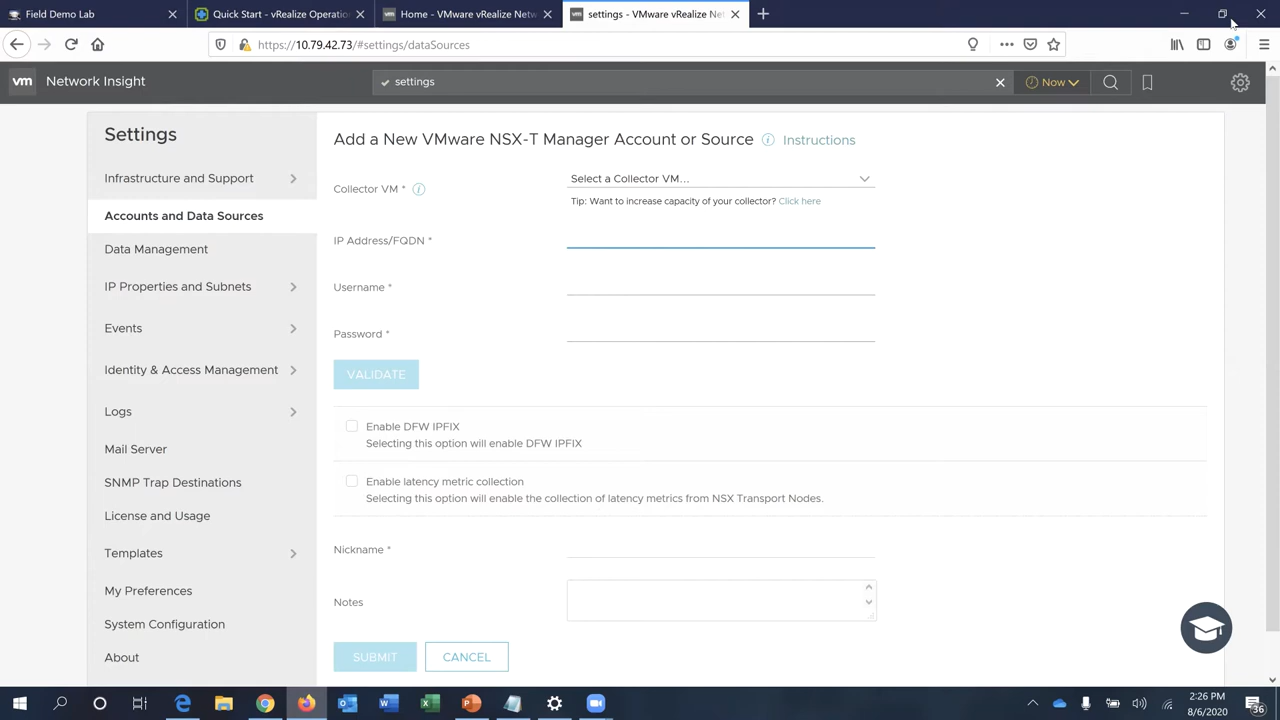 Field Demo Lab
Quick Start - vRealize Operation
Home - VMware vRealize Net
settings - VMware vRealize Net
https://10.79.42.73/#settings/dataSources
vm Network Insight
settings
Now
Settings
Infrastructure and Support
Accounts and Data Sources
Data Management
IP Properties and Subnets
Events
Identity & Access Management
Logs
Mail Server
SNMP Trap Destinations
License and Usage
Templates
My Preferences
System Configuration
About
Add a New VMware NSX-T Manager Account or Source
Instructions
Collector VM *
Select a Collector VM...
Tip: Want to increase capacity of your collector? Click here
IP Address/FQDN *
Username *
Password *
VALIDATE
Enable DFW IPFIX
Selecting this option will enable DFW IPFIX
Enable latency metric collection
Selecting this option will enable the collection of latency metrics from NSX Transport Nodes.
Nickname *
Notes
SUBMIT
CANCEL
2:26 PM
8/6/2020
36